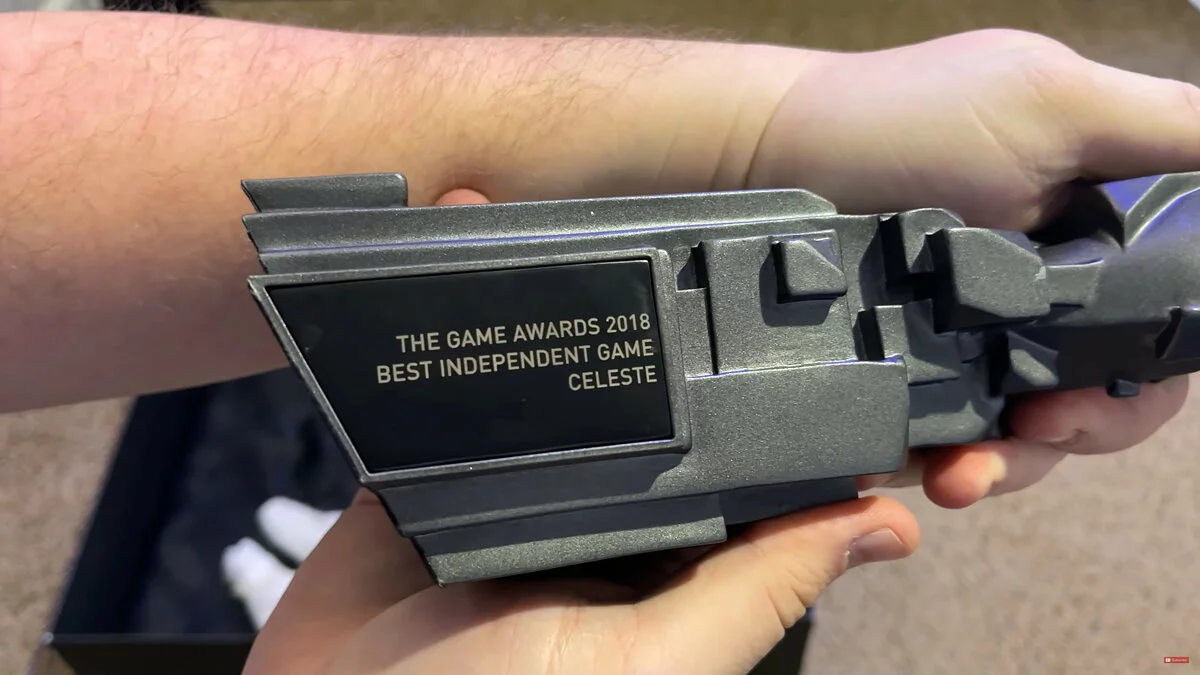 THE GAME AWARDS 2018
BEST INDEPENDENT GAME
CELESTE